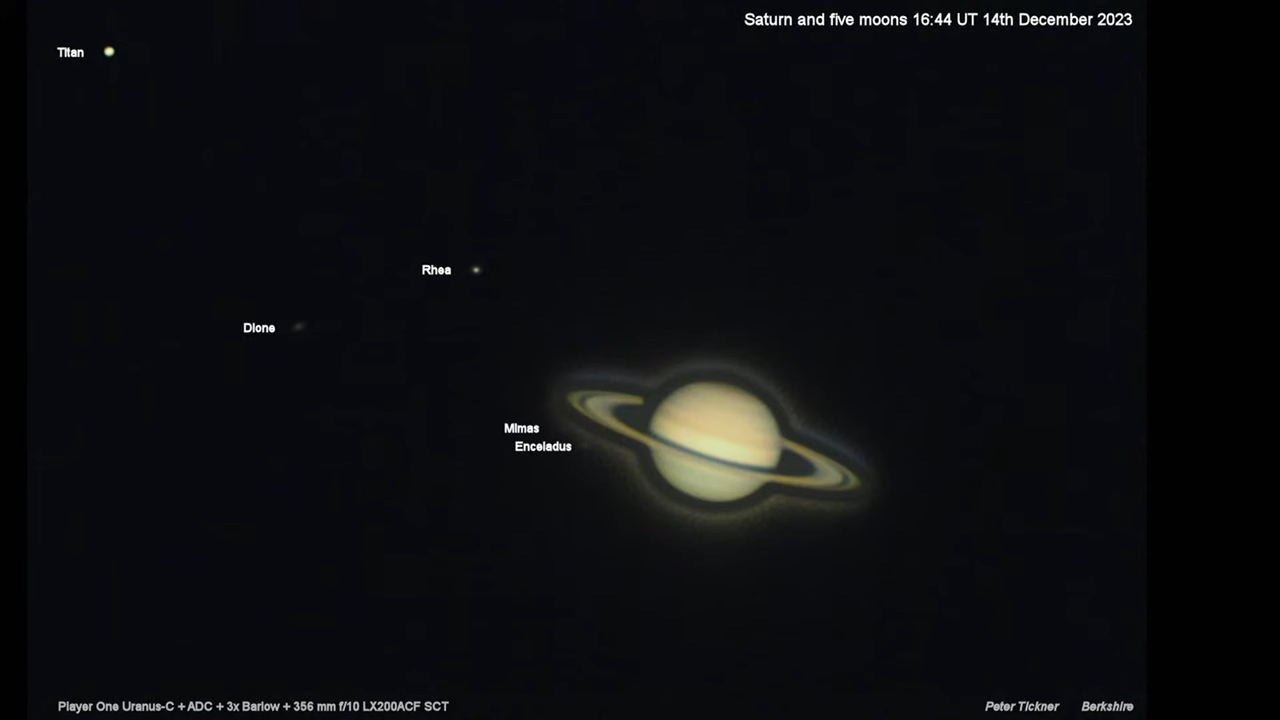 Saturn and five moons 16:44 UT 14th December 2023
Titan
Rhea
Dione
Mimas
Enceladus
Player One Uranus-C + ADC + 3x Barlow + 356 mm f/10 LX200ACF SCT
Peter Tickner Berkshire